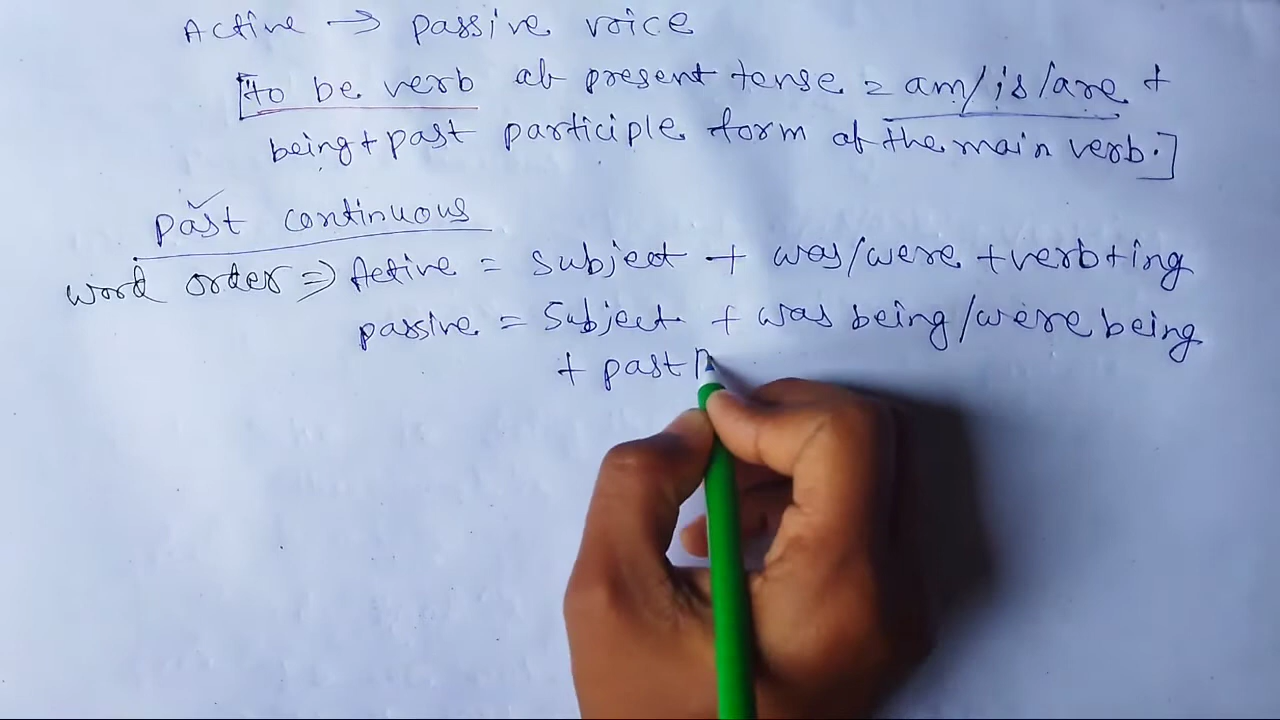 Active → passive voice
[To be verb of present tense = am/is/are +
being + past participle form of the main verb.]
Past continuous
word order ⇒ Active = Subject + was/were + verb + ing
passive = Subject + was being/were being
+ past p